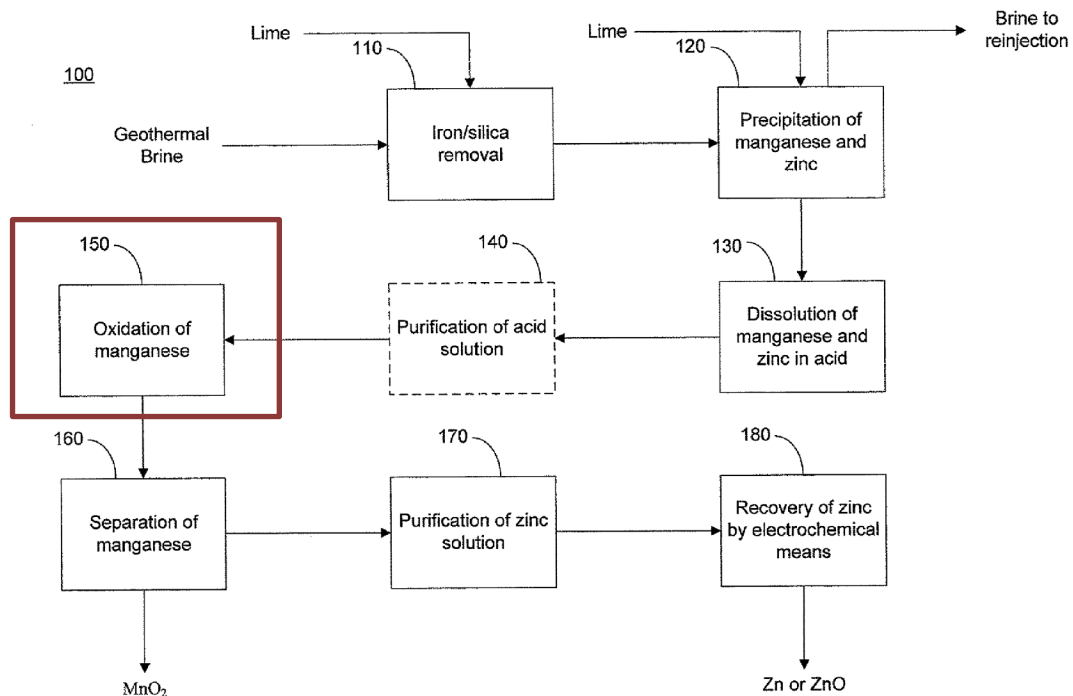 100
Lime
110
Lime
120
Brine to
reinjection
Geothermal
Brine
Iron/silica
removal
Precipitation of
manganese and
zinc
150
Oxidation of
manganese
140
Purification of acid
solution
130
Dissolution of
manganese and
zinc in acid
160
Separation of
manganese
170
Purification of zinc
solution
180
Recovery of zinc
by electrochemical
means
MnO₂
Zn or ZnO